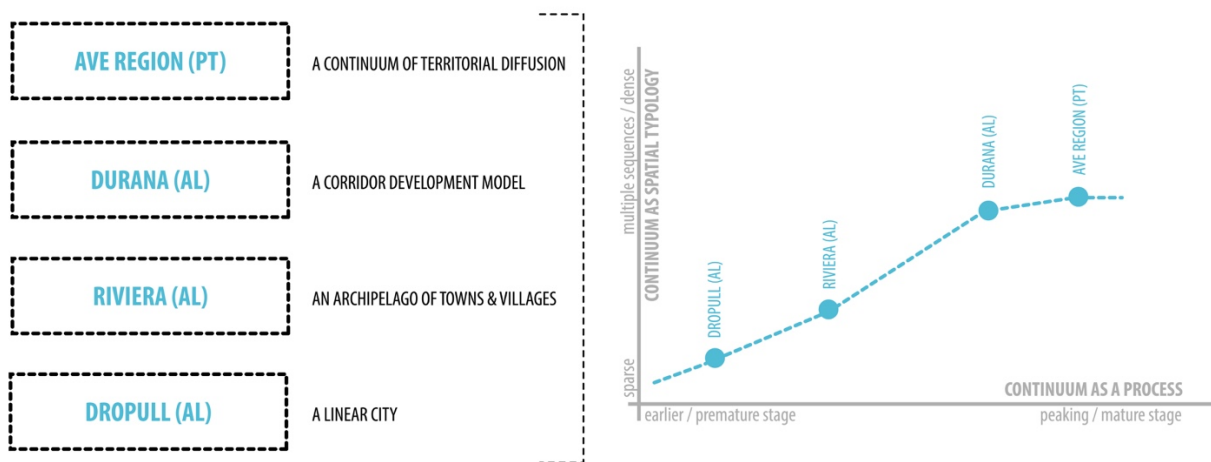 AVE REGION (PT)
A CONTINUUM OF TERRITORIAL DIFFUSION
DURANA (AL)
A CORRIDOR DEVELOPMENT MODEL
RIVIERA (AL)
AN ARCHIPELAGO OF TOWNS & VILLAGES
DROPULL (AL)
A LINEAR CITY
multiple sequences / dense
sparse
CONTINUUM AS SPATIAL TYPOLOGY
DROPULL (AL)
RIVIERA (AL)
DURANA (AL)
AVE REGION (PT)
CONTINUUM AS A PROCESS
earlier / premature stage
peaking / mature stage